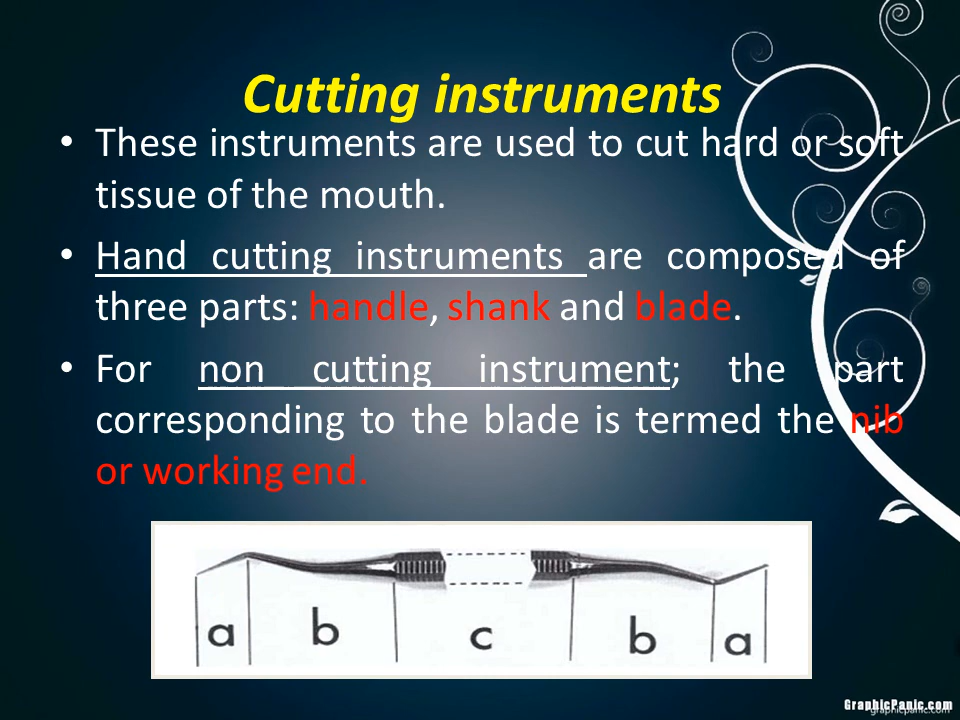 Cutting instruments
• These instruments are used to cut hard or soft
tissue of the mouth.
• Hand cutting instruments are composed of
three parts: handle, shank and blade.
• For non cutting instrument; the part
corresponding to the blade is termed the nib
or working end.
a b c b a
GraphicPanic.com
graphicpanic.com